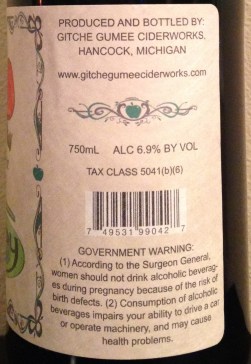 PRODUCED AND BOTTLED BY:
GITCHE GUMEE CIDERWORKS.
HANCOCK, MICHIGAN
www.gitchegumeeciderworks.com
750mL ALC 6.9% BY VOL
TAX CLASS 5041(b)(6)
7 49531 99042 7
GOVERNMENT WARNING:
(1) According to the Surgeon General,
women should not drink alcoholic beverag-
es during pregnancy because of the risk of
birth defects. (2) Consumption of alcoholic
beverages impairs your ability to drive a car
or operate machinery, and may cause
health problems.